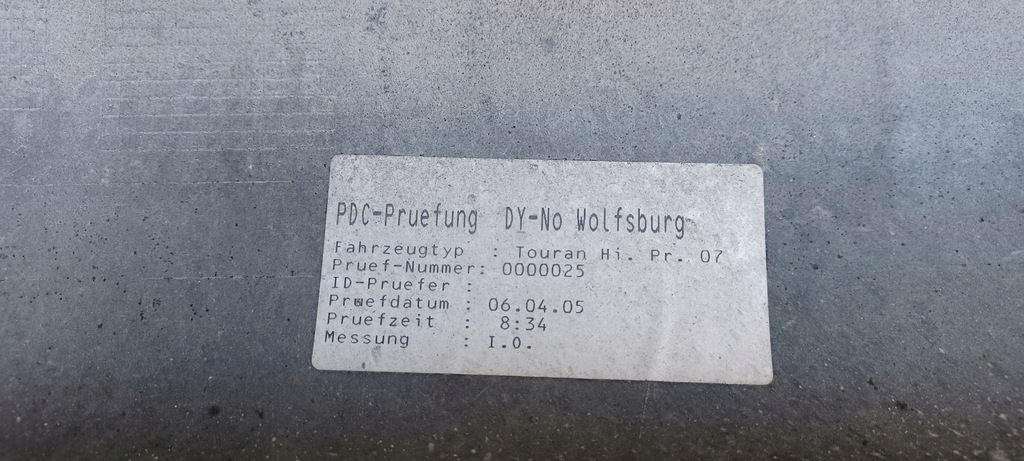 PDC-Pruefung DY-No Wolfsburg
Fahrzeugtyp : Touran Hi. Pr. 07
Pruef-Nummer: 0000025
ID-Pruefer :
Pruefdatum : 06.04.05
Pruefzeit : 8:34
Messung : I.O.